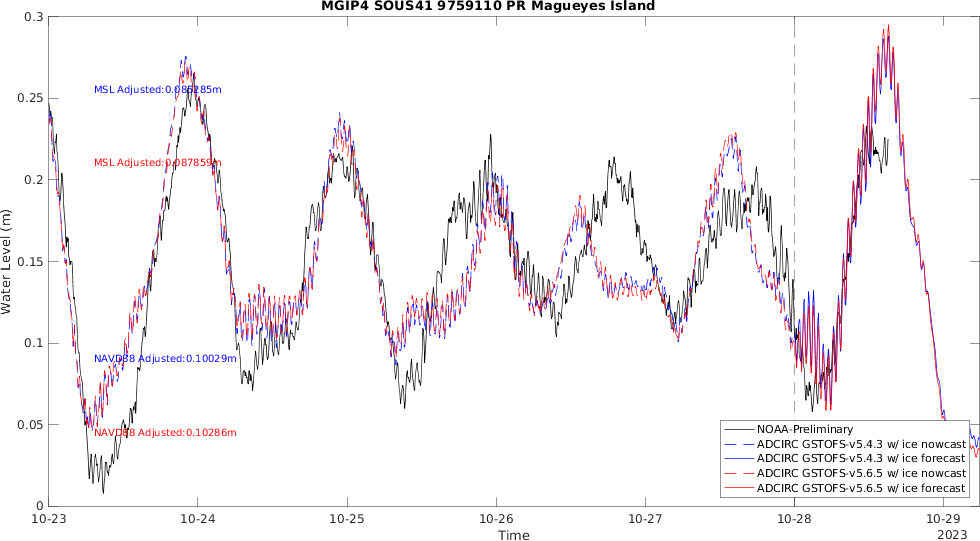 MGIP4 SOUS41 9759110 PR Magueyes Island
0.3
0.25
0.2
0.15
0.1
0.05
0
Water Level (m)
MSL Adjusted:0.085285m
MSL Adjusted:0.087859m
NAVD88 Adjusted:0.10029m
NAVD88 Adjusted:0.10286m
NOAA-Preliminary
ADCIRC GSTOFS-v5.4.3 w/ ice nowcast
ADCIRC GSTOFS-v5.4.3 w/ ice forecast
ADCIRC GSTOFS-v5.6.5 w/ ice nowcast
ADCIRC GSTOFS-v5.6.5 w/ ice forecast
10-23 10-24 10-25 10-26 10-27 10-28 10-29
Time
2023